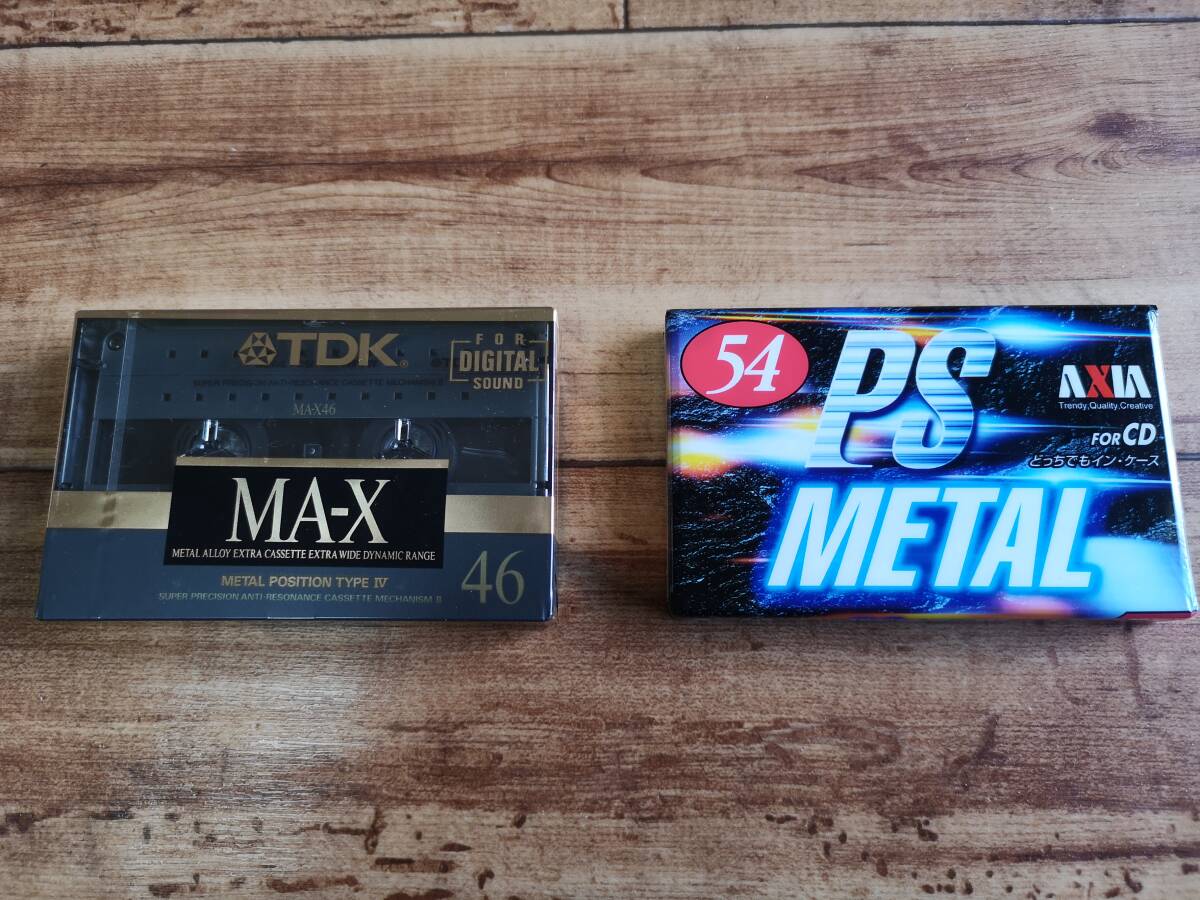 TDK
FOR
DIGITAL
SOUND
SUPER PRECISION ANTI-RESONANCE CASSETTE MECHANISM II
MA-X46
MA-X
METAL ALLOY EXTRA CASSETTE EXTRA WIDE DYNAMIC RANGE
METAL POSITION TYPE IV
46
SUPER PRECISION ANTI-RESONANCE CASSETTE MECHANISM II
54
PS
AXIA
Trendy,Quality,Creative
FOR CD
どっちでもイン・ケース
METAL